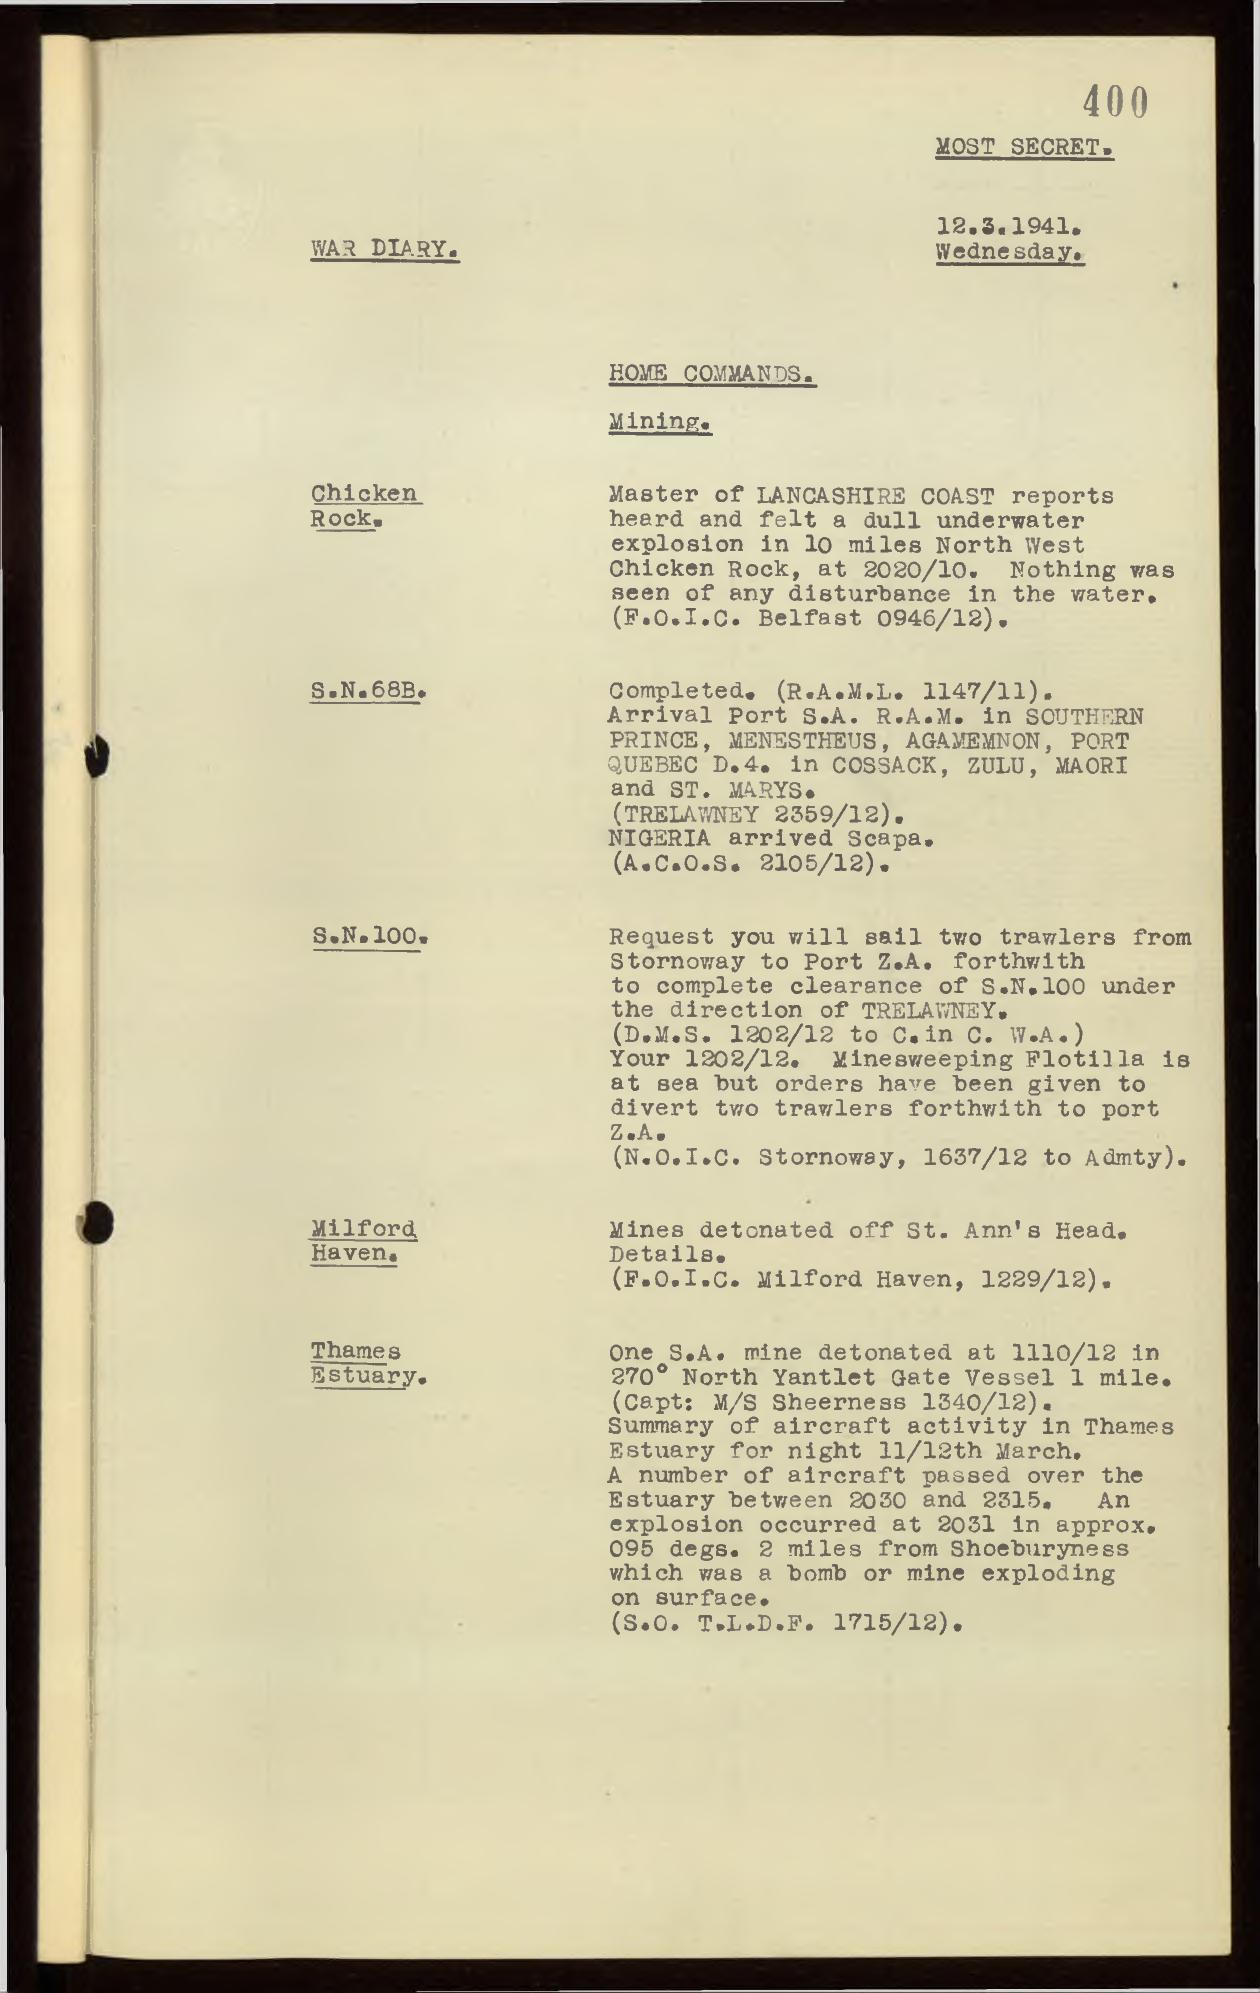 400
MOST SECRET.
12.3.1941.
WAR DIARY.
Wednesday.
HOME COMMANDS.
Mining.
Chicken
Rock.
Master of LANCASHIRE COAST reports
heard and felt a dull underwater
explosion in 10 miles North West
Chicken Rock, at 2020/10. Nothing was
seen of any disturbance in the water.
(F.O.I.C. Belfast 0946/12).
S.N.68B.
Completed. (R.A.M.L. 1147/11).
Arrival Port S.A. R.A.M. in SOUTHERN
PRINCE, MENESTHEUS, AGAMEMNON, PORT
QUEBEC D.4. in COSSACK, ZULU, MAORI
and ST. MARYS.
(TRELAWNEY 2359/12).
NIGERIA arrived Scapa.
(A.C.O.S. 2105/12).
S.N.100.
Request you will sail two trawlers from
Stornoway to Port Z.A. forthwith
to complete clearance of S.N.100 under
the direction of TRELAWNEY.
(D.M.S. 1202/12 to C.in C. W.A.)
Your 1202/12. Minesweeping Flotilla is
at sea but orders have been given to
divert two trawlers forthwith to port
Z.A.
(N.O.I.C. Stornoway, 1637/12 to Admty).
Milford
Haven.
Mines detonated off St. Ann's Head.
Details.
(F.O.I.C. Milford Haven, 1229/12).
Thames
Estuary.
One S.A. mine detonated at 1110/12 in
270° North Yantlet Gate Vessel 1 mile.
(Capt: M/S Sheerness 1340/12).
Summary of aircraft activity in Thames
Estuary for night 11/12th March.
A number of aircraft passed over the
Estuary between 2030 and 2315. An
explosion occurred at 2031 in approx.
095 degs. 2 miles from Shoeburyness
which was a bomb or mine exploding
on surface.
(S.O. T.L.D.F. 1715/12).